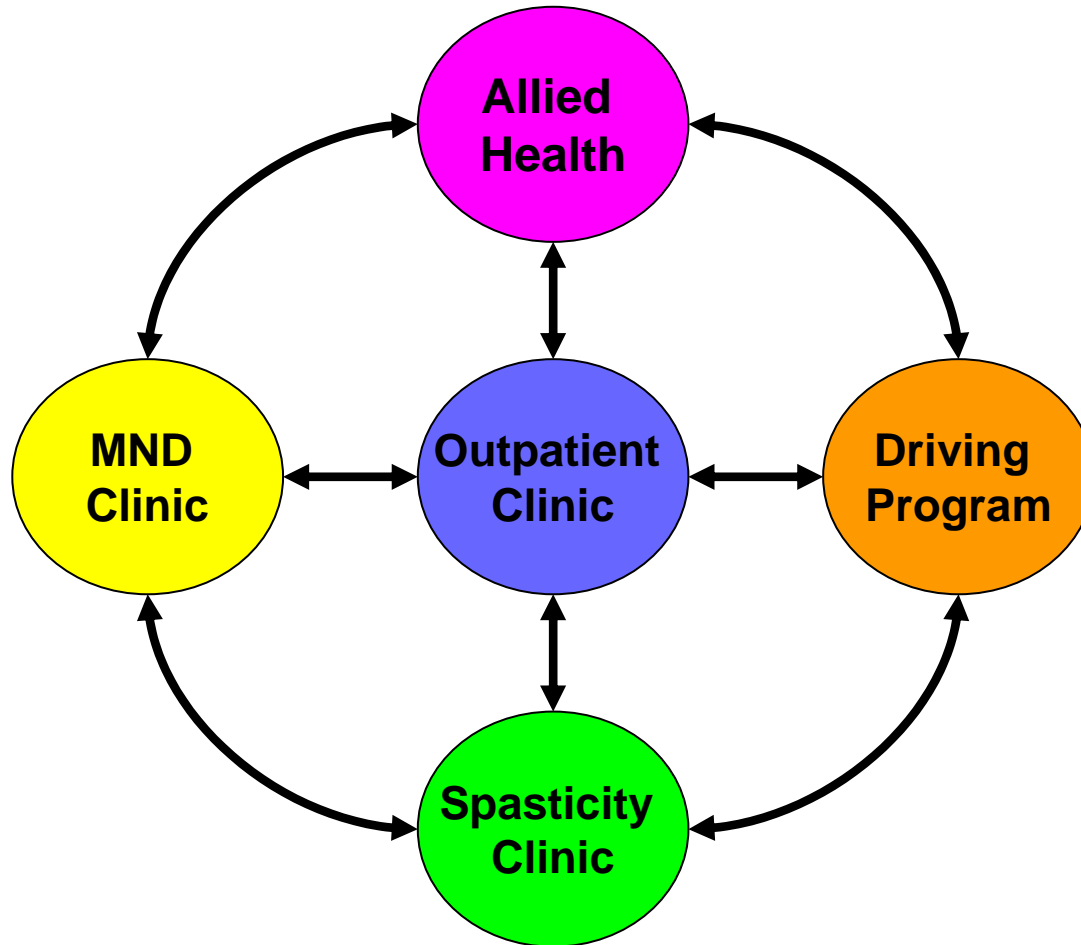 Allied
Health
MND
Clinic
Outpatient
Clinic
Driving
Program
Spasticity
Clinic